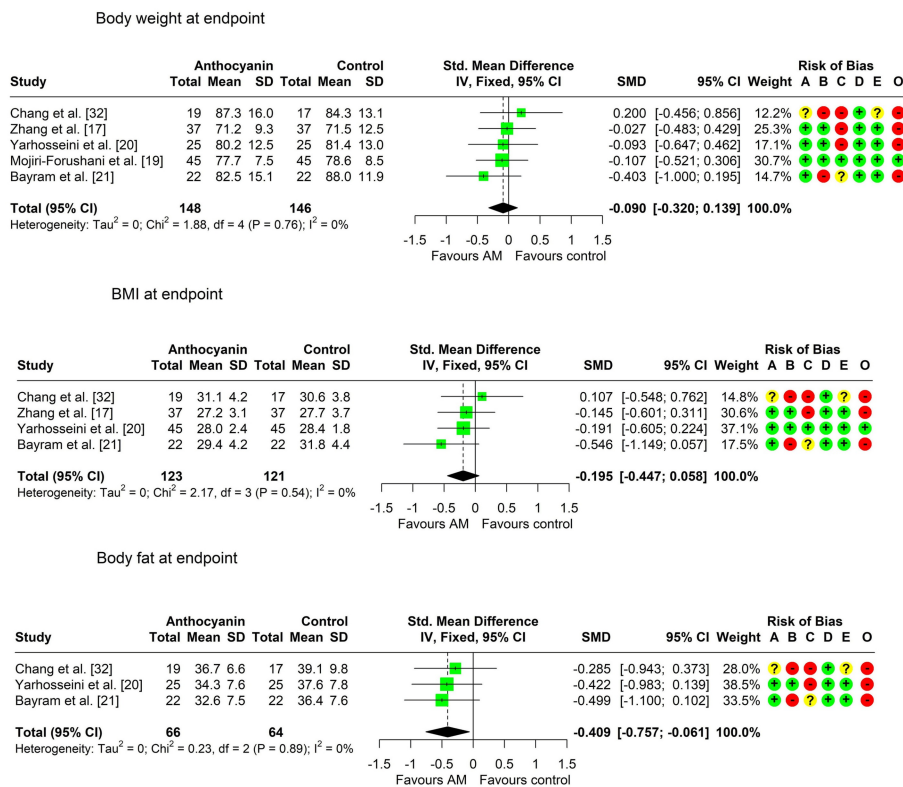 Body weight at endpoint
Anthocyanin Control Std. Mean Difference Risk of Bias
Study Total Mean SD Total Mean SD IV, Fixed, 95% CI SMD 95% CI Weight A B C D E O
Chang et al. [32] 19 87.3 16.0 17 84.3 13.1 0.200 [-0.456; 0.856] 12.2% ? - - + ? -
Zhang et al. [17] 37 71.2 9.3 37 71.5 12.5 -0.027 [-0.483; 0.429] 25.3% + + - + + -
Yarhosseini et al. [20] 25 80.2 12.5 25 81.4 13.0 -0.093 [-0.647; 0.462] 17.1% + + - + + -
Mojiri-Forushani et al. [19] 45 77.7 7.5 45 78.6 8.5 -0.107 [-0.521; 0.306] 30.7% + + + + + +
Bayram et al. [21] 22 82.5 15.1 22 88.0 11.9 -0.403 [-1.000; 0.195] 14.7% + - ? + + -
Total (95% CI) 148 146 -0.090 [-0.320; 0.139] 100.0%
Heterogeneity: Tau² = 0; Chi² = 1.88, df = 4 (P = 0.76); I² = 0%
-1.5 -1 -0.5 0 0.5 1 1.5
Favours AM Favours control
BMI at endpoint
Anthocyanin Control Std. Mean Difference Risk of Bias
Study Total Mean SD Total Mean SD IV, Fixed, 95% CI SMD 95% CI Weight A B C D E O
Chang et al. [32] 19 31.1 4.2 17 30.6 3.8 0.107 [-0.548; 0.762] 14.8% ? - - + ? -
Zhang et al. [17] 37 27.2 3.1 37 27.7 3.7 -0.145 [-0.601; 0.311] 30.6% + + - + + -
Yarhosseini et al. [20] 45 28.0 2.4 45 28.4 1.8 -0.191 [-0.605; 0.224] 37.1% + + + + + +
Bayram et al. [21] 22 29.4 4.2 22 31.8 4.4 -0.546 [-1.149; 0.057] 17.5% + - ? + + -
Total (95% CI) 123 121 -0.195 [-0.447; 0.058] 100.0%
Heterogeneity: Tau² = 0; Chi² = 2.17, df = 3 (P = 0.54); I² = 0%
-1.5 -1 -0.5 0 0.5 1 1.5
Favours AM Favours control
Body fat at endpoint
Anthocyanin Control Std. Mean Difference Risk of Bias
Study Total Mean SD Total Mean SD IV, Fixed, 95% CI SMD 95% CI Weight A B C D E O
Chang et al. [32] 19 36.7 6.6 17 39.1 9.8 -0.285 [-0.943; 0.373] 28.0% ? - - + ? -
Yarhosseini et al. [20] 25 34.3 7.6 25 37.6 7.8 -0.422 [-0.983; 0.139] 38.5% + + - + + -
Bayram et al. [21] 22 32.6 7.5 22 36.4 7.6 -0.499 [-1.100; 0.102] 33.5% + - ? + + -
Total (95% CI) 66 64 -0.409 [-0.757; -0.061] 100.0%
Heterogeneity: Tau² = 0; Chi² = 0.23, df = 2 (P = 0.89); I² = 0%
-1.5 -1 -0.5 0 0.5 1 1.5
Favours AM Favours control